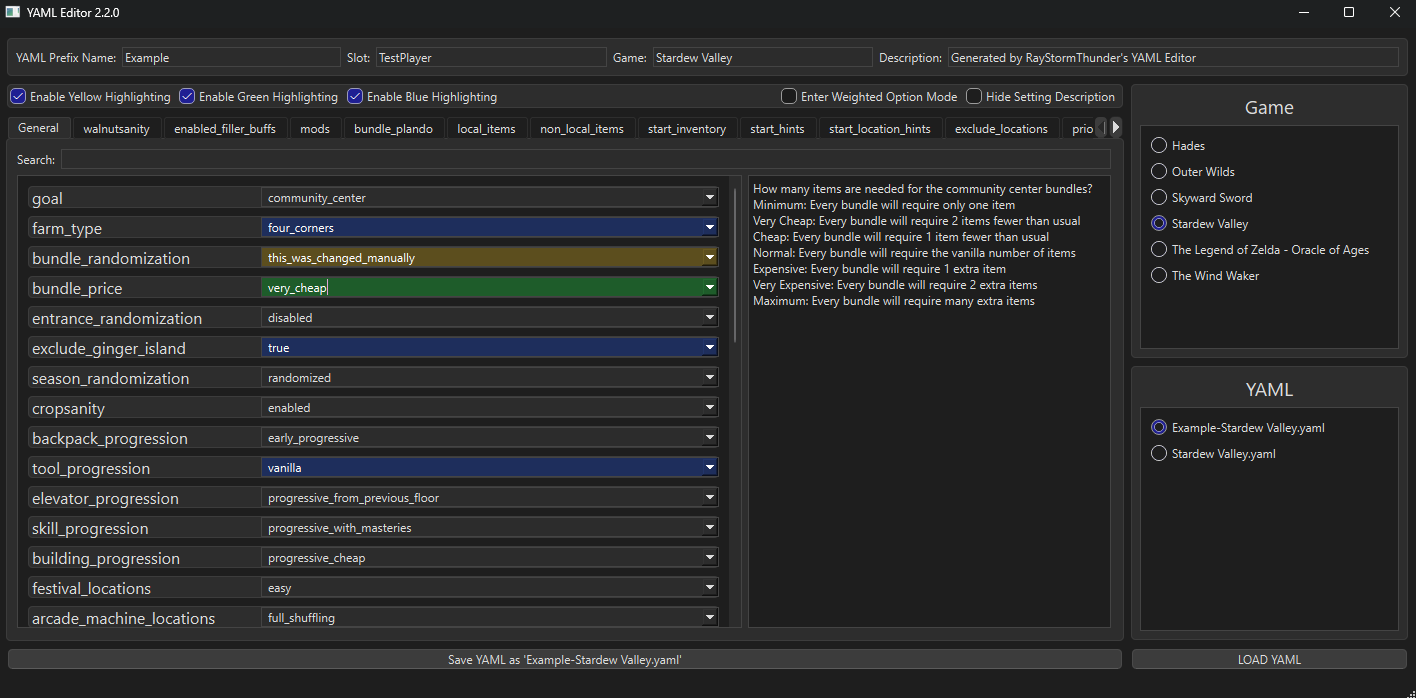 YAML Editor 2.2.0
YAML Prefix Name: Example Slot: TestPlayer Game: Stardew Valley Description: Generated by RayStormThunder's YAML Editor
Enable Yellow Highlighting Enable Green Highlighting Enable Blue Highlighting Enter Weighted Option Mode Hide Setting Description
General walnutsanity enabled_filler_buffs mods bundle_plando local_items non_local_items start_inventory start_hints start_location_hints exclude_locations prio
Search:
goal community_center
farm_type four_corners
bundle_randomization this_was_changed_manually
bundle_price very_cheap
entrance_randomization disabled
exclude_ginger_island true
season_randomization randomized
cropsanity enabled
backpack_progression early_progressive
tool_progression vanilla
elevator_progression progressive_from_previous_floor
skill_progression progressive_with_masteries
building_progression progressive_cheap
festival_locations easy
arcade_machine_locations full_shuffling
How many items are needed for the community center bundles?
Minimum: Every bundle will require only one item
Very Cheap: Every bundle will require 2 items fewer than usual
Cheap: Every bundle will require 1 item fewer than usual
Normal: Every bundle will require the vanilla number of items
Expensive: Every bundle will require 1 extra item
Very Expensive: Every bundle will require 2 extra items
Maximum: Every bundle will require many extra items
Game
Hades
Outer Wilds
Skyward Sword
Stardew Valley
The Legend of Zelda - Oracle of Ages
The Wind Waker
YAML
Example-Stardew Valley.yaml
Stardew Valley.yaml
Save YAML as 'Example-Stardew Valley.yaml'
LOAD YAML